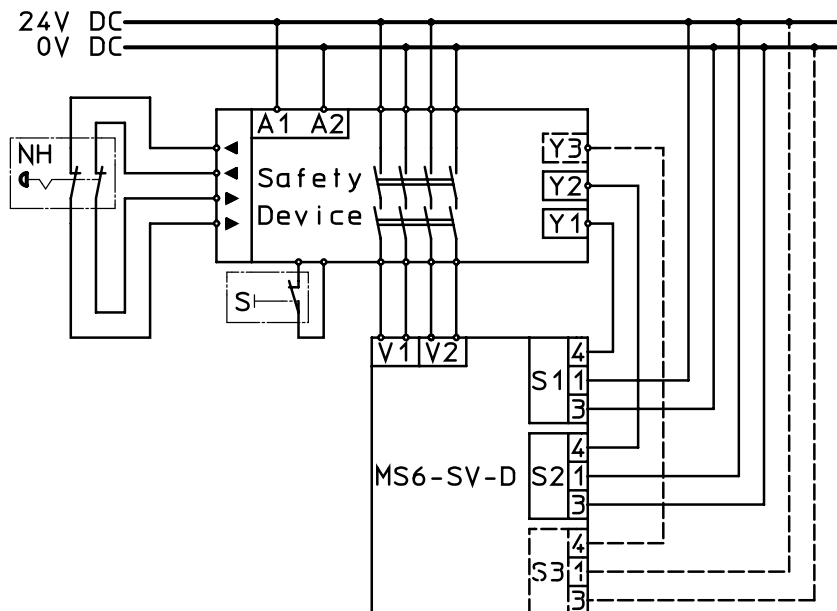 24V DC
0V DC
A1 A2
Y3
NH
Safety
Y2
Device
Y1
S
V1 V2
4
S1 1
3
4
MS6-SV-D S2 1
3
4
S3 1
3